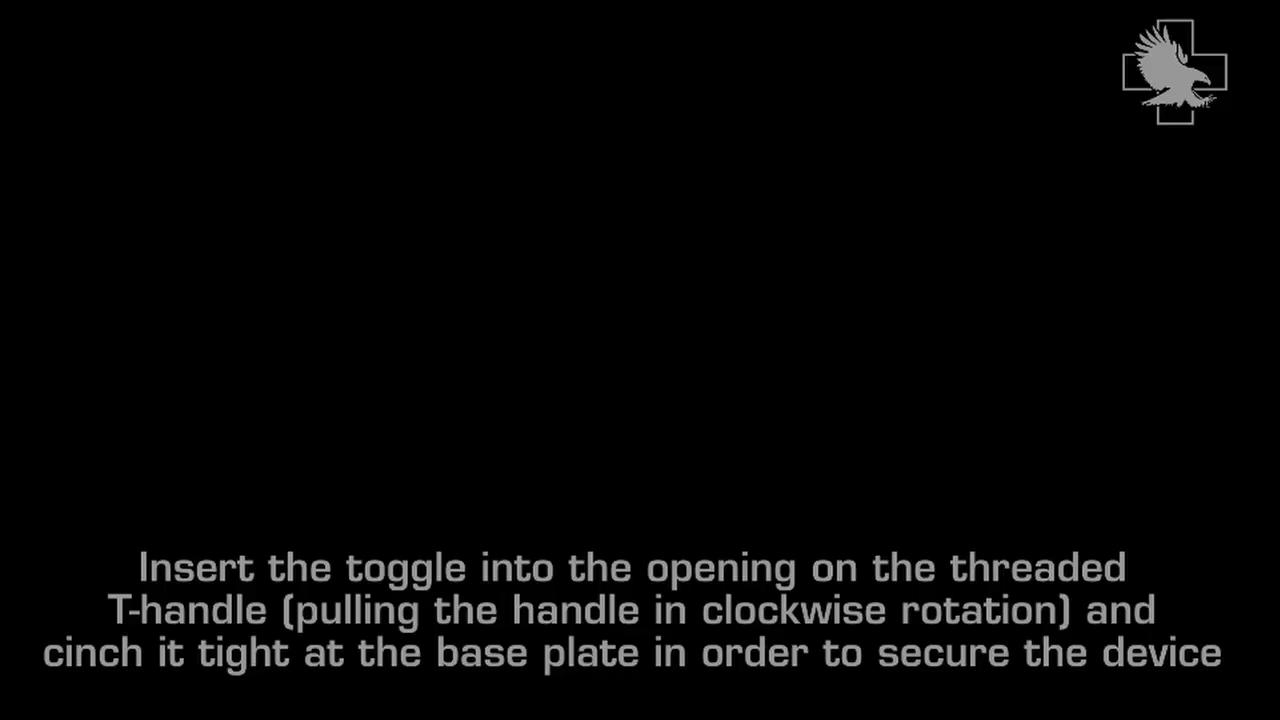 Insert the toggle into the opening on the threaded
T-handle (pulling the handle in clockwise rotation) and
cinch it tight at the base plate in order to secure the device